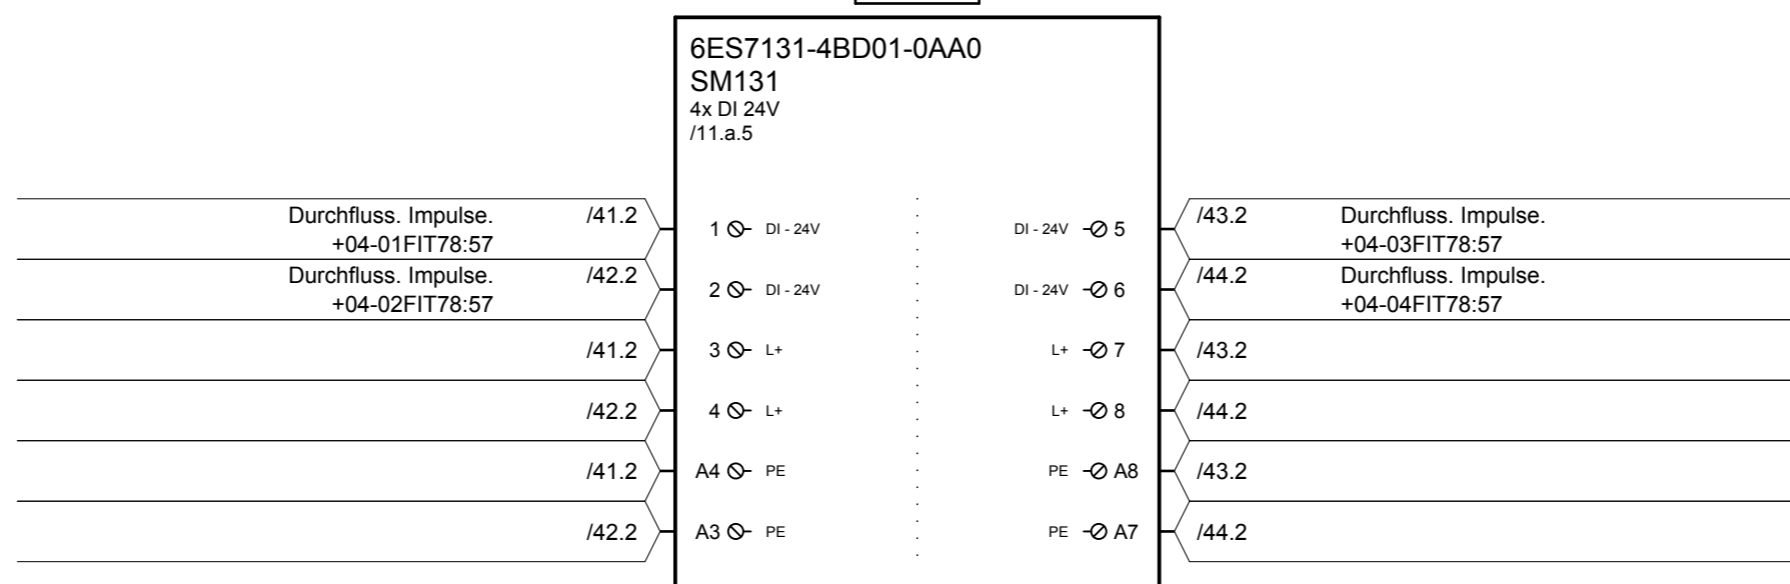 6ES7131-4BD01-0AA0
SM131
4x DI 24V
/11.a.5
Durchfluss. Impulse. /41.2 1 DI - 24V DI - 24V 5 /43.2 Durchfluss. Impulse.
+04-01FIT78:57 +04-03FIT78:57
Durchfluss. Impulse. /42.2 2 DI - 24V DI - 24V 6 /44.2 Durchfluss. Impulse.
+04-02FIT78:57 +04-04FIT78:57
/41.2 3 L+ L+ 7 /43.2
/42.2 4 L+ L+ 8 /44.2
/41.2 A4 PE PE A8 /43.2
/42.2 A3 PE PE A7 /44.2